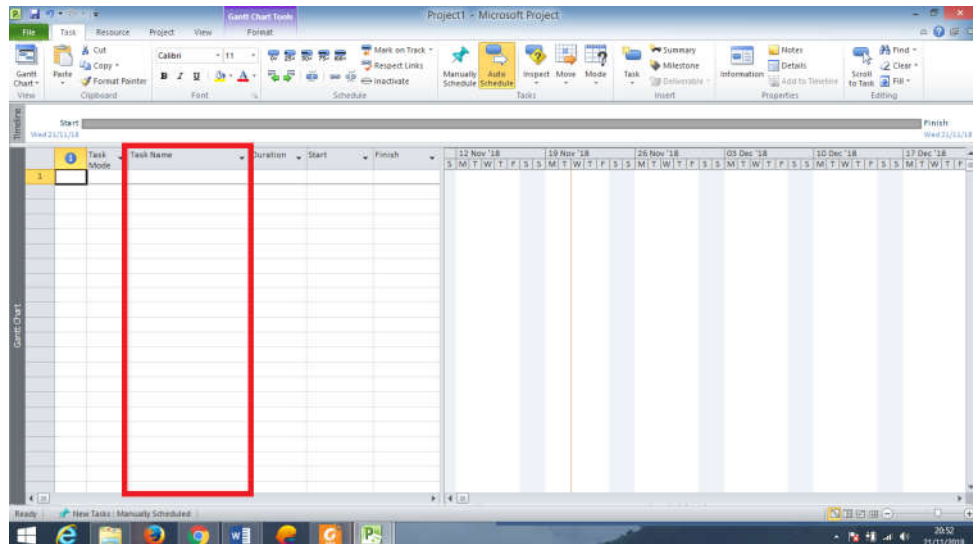 Gantt Chart Tools
Project1 - Microsoft Project
File Task Resource Project View Format
Gantt Chart
View
Paste
Cut
Copy
Format Painter
Clipboard
Calibri 11
B I U A
Font
Mark on Track
Respect Links
Inactivate
Schedule
Manually Schedule
Auto Schedule
Inspect
Move
Mode
Tasks
Task
Summary
Milestone
Deliverable
Insert
Information
Notes
Details
Add to Timeline
Properties
Scroll to Task
Find
Clear
Fill
Editing
Timeline
Start
Wed 21/11/18
Finish
Wed 21/11/18
Task Mode
Task Name
Duration
Start
Finish
12 Nov '18 19 Nov '18 26 Nov '18 03 Dec '18 10 Dec '18 17 Dec '18
S M T W T F S S M T W T F S S M T W T F S S M T W T F S S M T W T F S S M T W T F
1
Gantt Chart
Ready
New Tasks : Manually Scheduled
20:52
21/11/2018